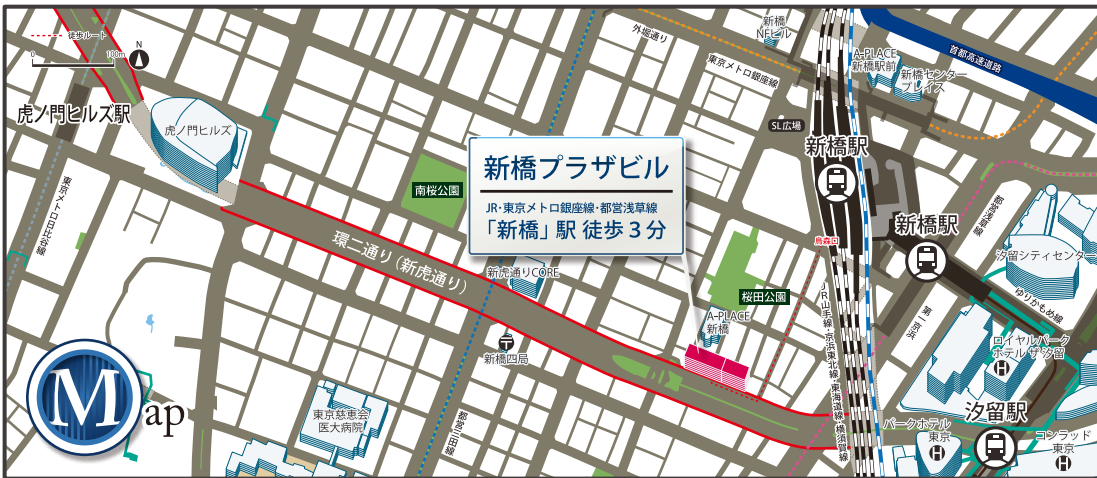 徒歩ルート
0 100m
N
虎ノ門ヒルズ駅
虎ノ門ヒルズ
東京メトロ日比谷線
外堀通り
東京メトロ銀座線
新橋
NFビル
A-PLACE
新橋駅前
新橋センター
プレイス
首都高速道路
SL広場
新橋駅
新橋プラザビル
JR・東京メトロ銀座線・都営浅草線
「新橋」駅 徒歩3分
南桜公園
環二通り(新虎通り)
新虎通りCORE
新橋四局
桜田公園
A-PLACE
新橋
烏森口
JR山手線・京浜東北線・東海道線・横須賀線
新橋駅
都営浅草線
汐留シティセンター
ゆりかもめ線
第一京浜
ロイヤルパーク
ホテル ザ 汐留
H
汐留駅
パークホテル
東京
H
コンラッド
東京
H
東京慈恵会
医大病院
都営三田線
Map